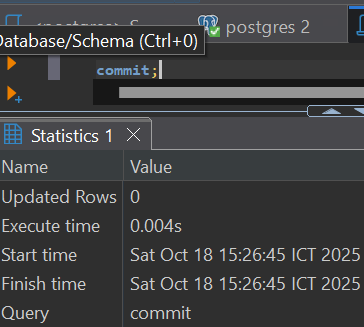 postgres 2
Database/Schema (Ctrl+0)
commit;
Statistics 1
Name Value
Updated Rows 0
Execute time 0.004s
Start time Sat Oct 18 15:26:45 ICT 2025
Finish time Sat Oct 18 15:26:45 ICT 2025
Query commit